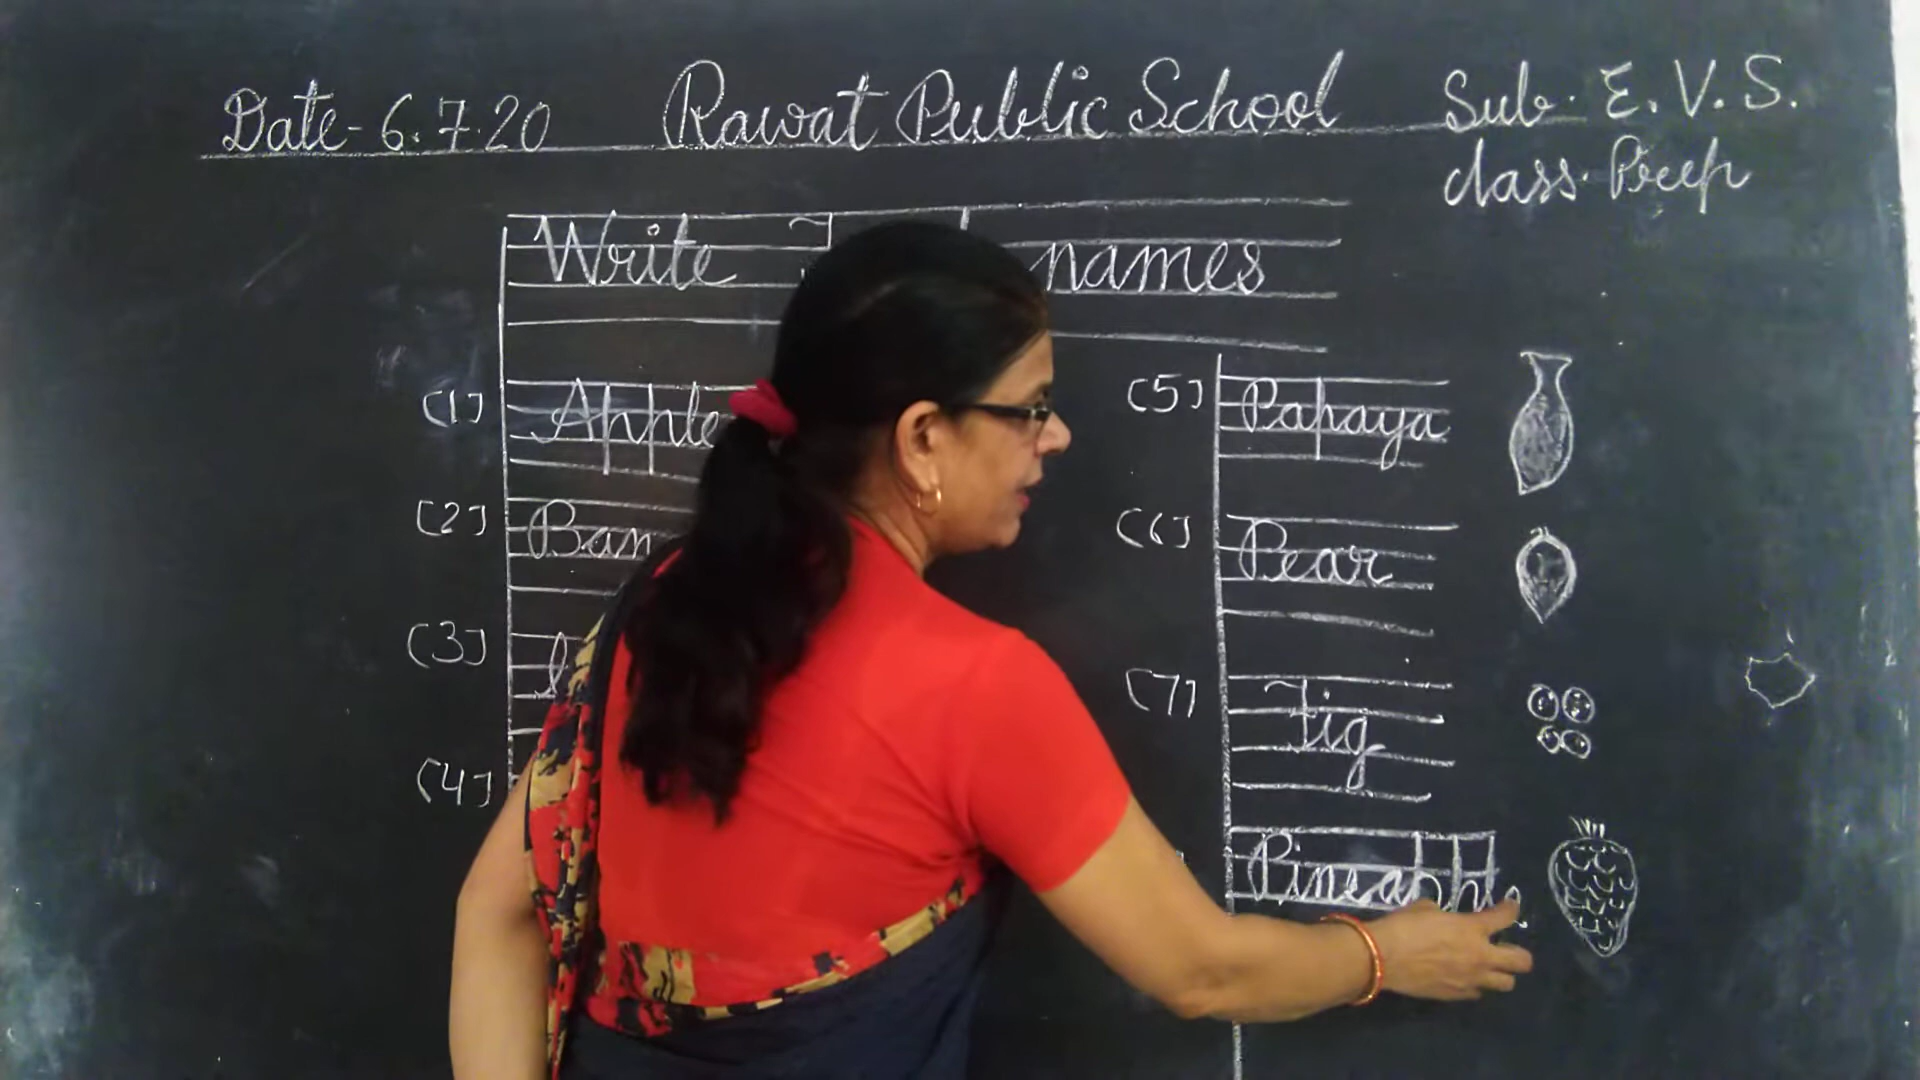 Date- 6.7.20 Rawat Public School Sub. E.V.S.
class. Prep
Write names
(1) Apple
(2) Ban
(3)
(4)
(5) Papaya
(6) Pear
(7) Fig
Pineapple